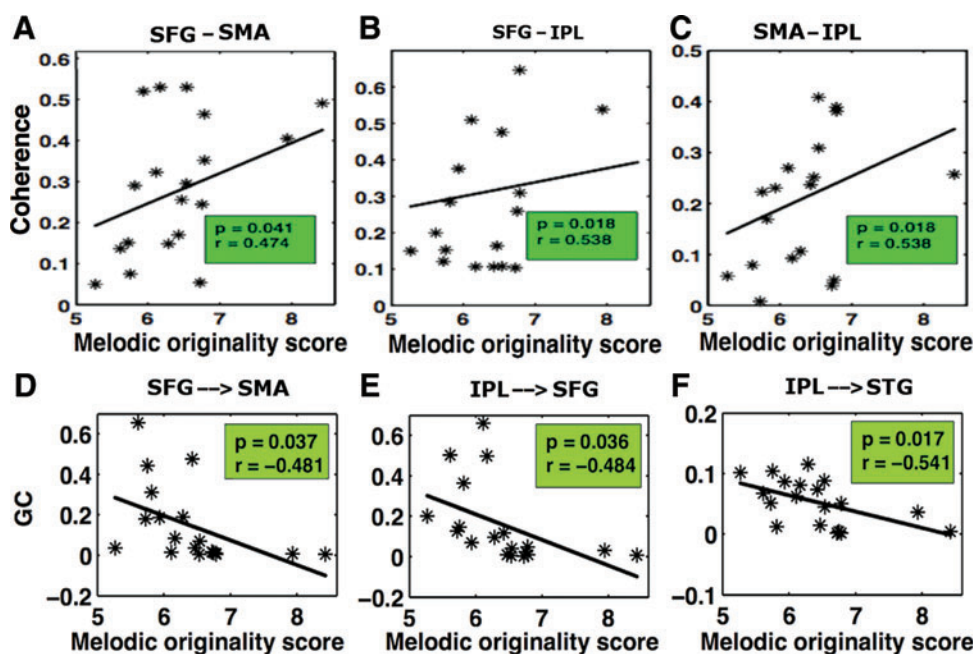 A
SFG – SMA
B
SFG – IPL
C
SMA – IPL
Coherence
0.6
0.5
0.4
0.3
0.2
0.1
0
p = 0.041
r = 0.474
5 6 7 8
Melodic originality score
0.7
0.6
0.5
0.4
0.3
0.2
0.1
0
p = 0.018
r = 0.538
5 6 7 8
Melodic originality score
0.5
0.4
0.3
0.2
0.1
0
p = 0.018
r = 0.538
5 6 7 8
Melodic originality score
D
SFG —> SMA
E
IPL —> SFG
F
IPL —> STG
GC
0.6
0.4
0.2
0
−0.2
p = 0.037
r = −0.481
5 6 7 8
Melodic originality score
0.6
0.4
0.2
0
−0.2
p = 0.036
r = −0.484
5 6 7 8
Melodic originality score
0.2
0.1
0
−0.1
p = 0.017
r = −0.541
5 6 7 8
Melodic originality score